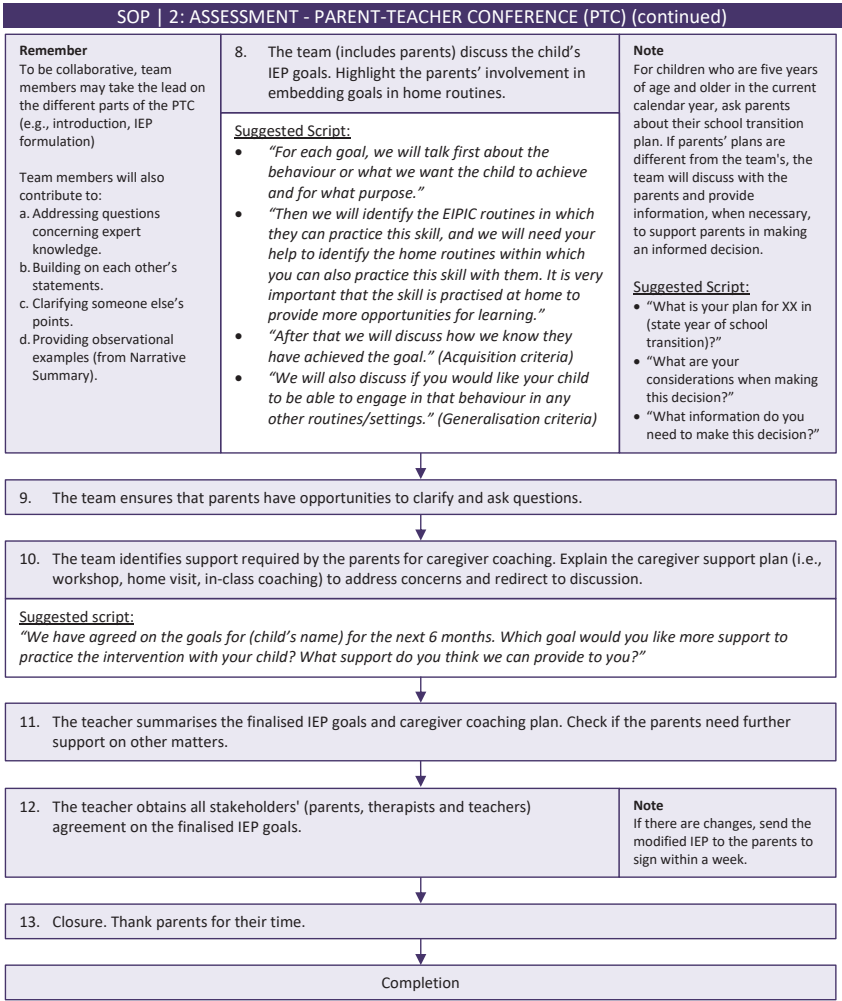 SOP | 2: ASSESSMENT - PARENT-TEACHER CONFERENCE (PTC) (continued)
Remember
To be collaborative, team
members may take the lead on
the different parts of the PTC
(e.g., introduction, IEP
formulation)
Team members will also
contribute to:
a. Addressing questions
concerning expert
knowledge.
b. Building on each other’s
statements.
c. Clarifying someone else’s
points.
d. Providing observational
examples (from Narrative
Summary).
8. The team (includes parents) discuss the child’s
IEP goals. Highlight the parents’ involvement in
embedding goals in home routines.
Suggested Script:
• “For each goal, we will talk first about the
behaviour or what we want the child to achieve
and for what purpose.”
• “Then we will identify the EIPIC routines in which
they can practice this skill, and we will need your
help to identify the home routines within which
you can also practice this skill with them. It is very
important that the skill is practised at home to
provide more opportunities for learning.”
• “After that we will discuss how we know they
have achieved the goal.” (Acquisition criteria)
• “We will also discuss if you would like your child
to be able to engage in that behaviour in any
other routines/settings.” (Generalisation criteria)
Note
For children who are five years
of age and older in the current
calendar year, ask parents
about their school transition
plan. If parents’ plans are
different from the team's, the
team will discuss with the
parents and provide
information, when necessary,
to support parents in making
an informed decision.
Suggested Script:
• “What is your plan for XX in
(state year of school
transition)?”
• “What are your
considerations when making
this decision?”
• “What information do you
need to make this decision?”
9. The team ensures that parents have opportunities to clarify and ask questions.
10. The team identifies support required by the parents for caregiver coaching. Explain the caregiver support plan (i.e.,
workshop, home visit, in-class coaching) to address concerns and redirect to discussion.
Suggested script:
“We have agreed on the goals for (child’s name) for the next 6 months. Which goal would you like more support to
practice the intervention with your child? What support do you think we can provide to you?”
11. The teacher summarises the finalised IEP goals and caregiver coaching plan. Check if the parents need further
support on other matters.
12. The teacher obtains all stakeholders' (parents, therapists and teachers)
agreement on the finalised IEP goals.
Note
If there are changes, send the
modified IEP to the parents to
sign within a week.
13. Closure. Thank parents for their time.
Completion